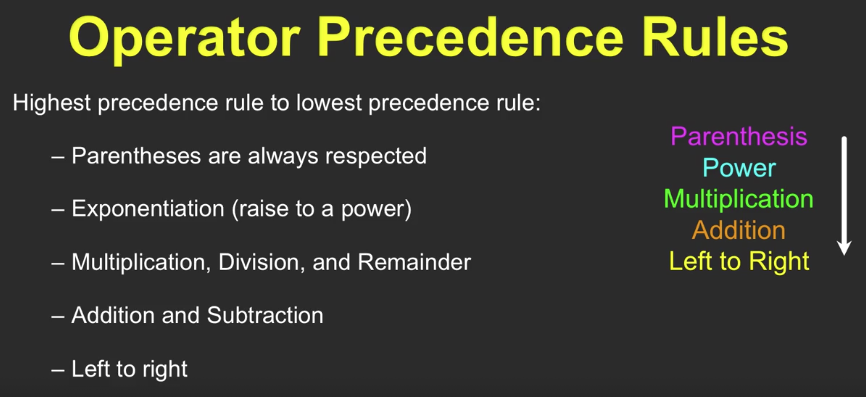 Operator Precedence Rules
Highest precedence rule to lowest precedence rule:
– Parentheses are always respected
– Exponentiation (raise to a power)
– Multiplication, Division, and Remainder
– Addition and Subtraction
– Left to right
Parenthesis
Power
Multiplication
Addition
Left to Right